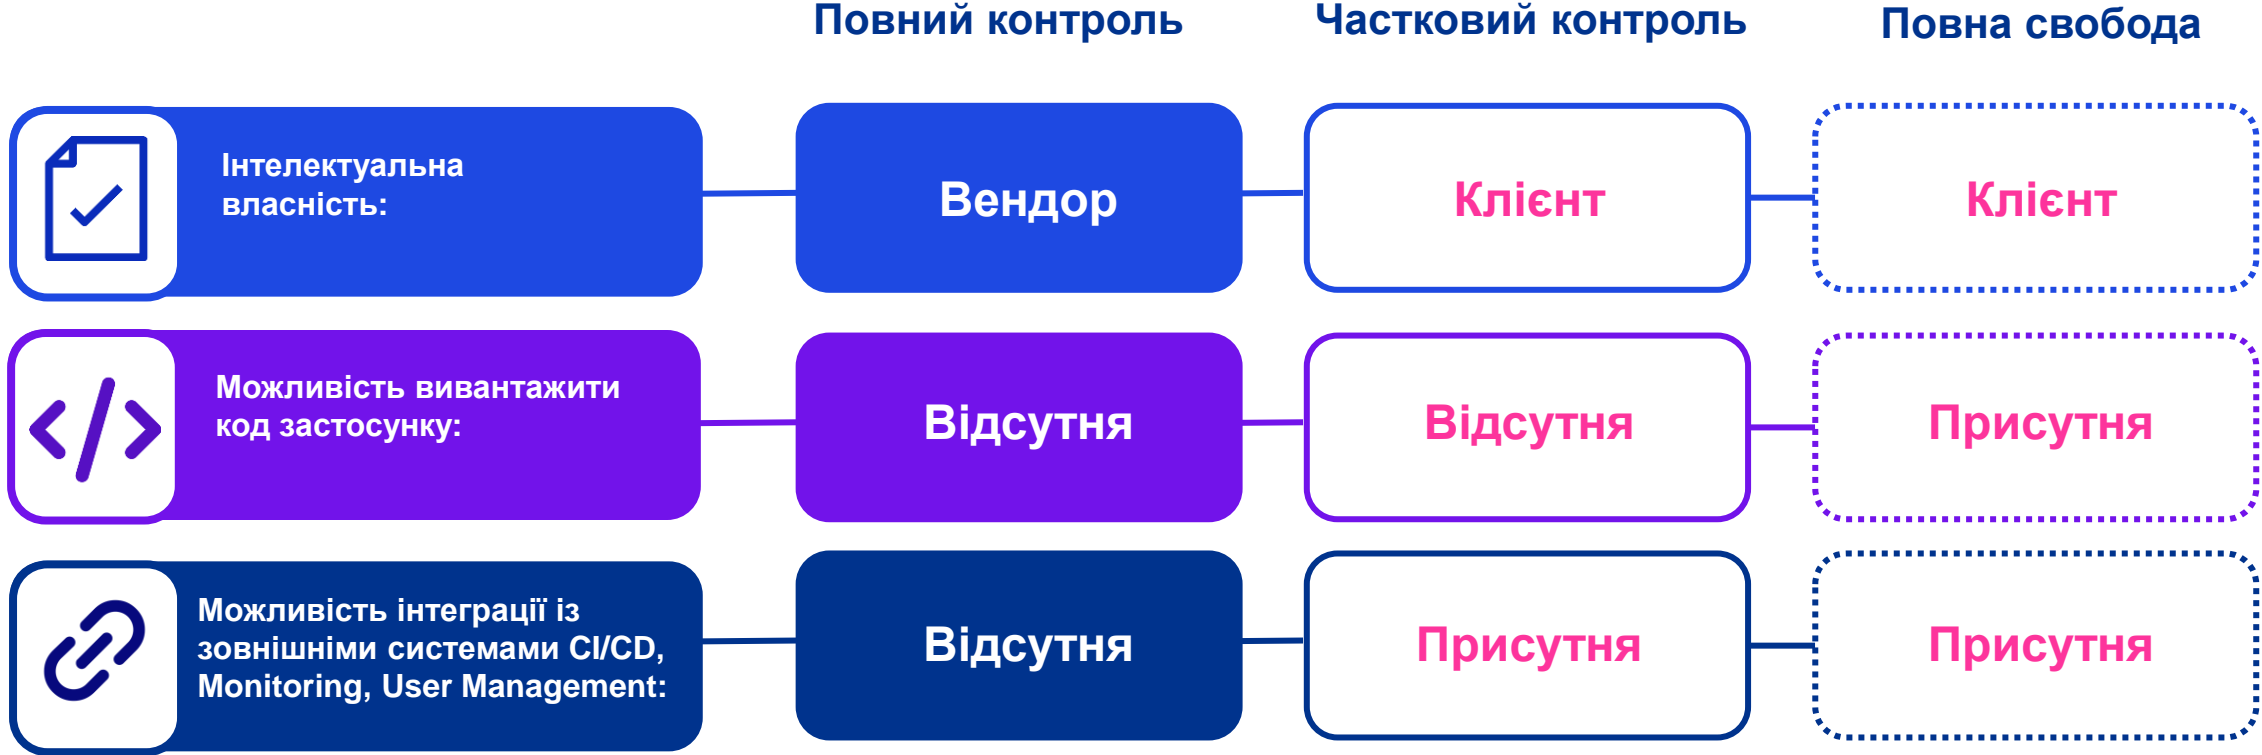 Повний контроль
Частковий контроль
Повна свобода
Інтелектуальна
власність:
Вендор
Клієнт
Клієнт
Можливість вивантажити
код застосунку:
Відсутня
Відсутня
Присутня
Можливість інтеграції із
зовнішніми системами CI/CD,
Monitoring, User Management:
Відсутня
Присутня
Присутня